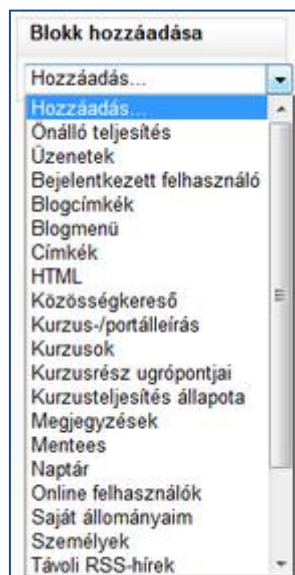 Blokk hozzáadása
Hozzáadás...
Hozzáadás...
Önálló teljesítés
Üzenetek
Bejelentkezett felhasználó
Blogcímkék
Blogmenü
Címkék
HTML
Közösségkereső
Kurzus-/portálleírás
Kurzusok
Kurzusrész ugrópontjai
Kurzusteljesítés állapota
Megjegyzések
Mentees
Naptár
Online felhasználók
Saját állományaim
Személyek
Távoli RSS-hírek